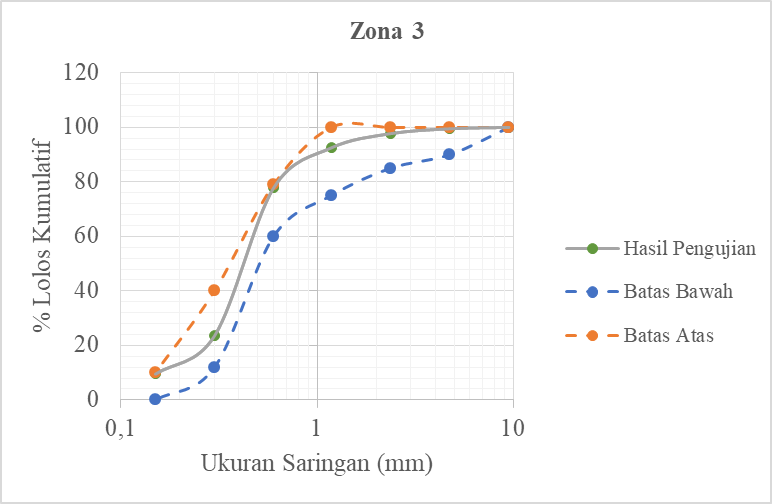 Zona 3
120
100
80
60
40
20
0
% Lolos Kumulatif
0,1 1 10
Ukuran Saringan (mm)
Hasil Pengujian
Batas Bawah
Batas Atas